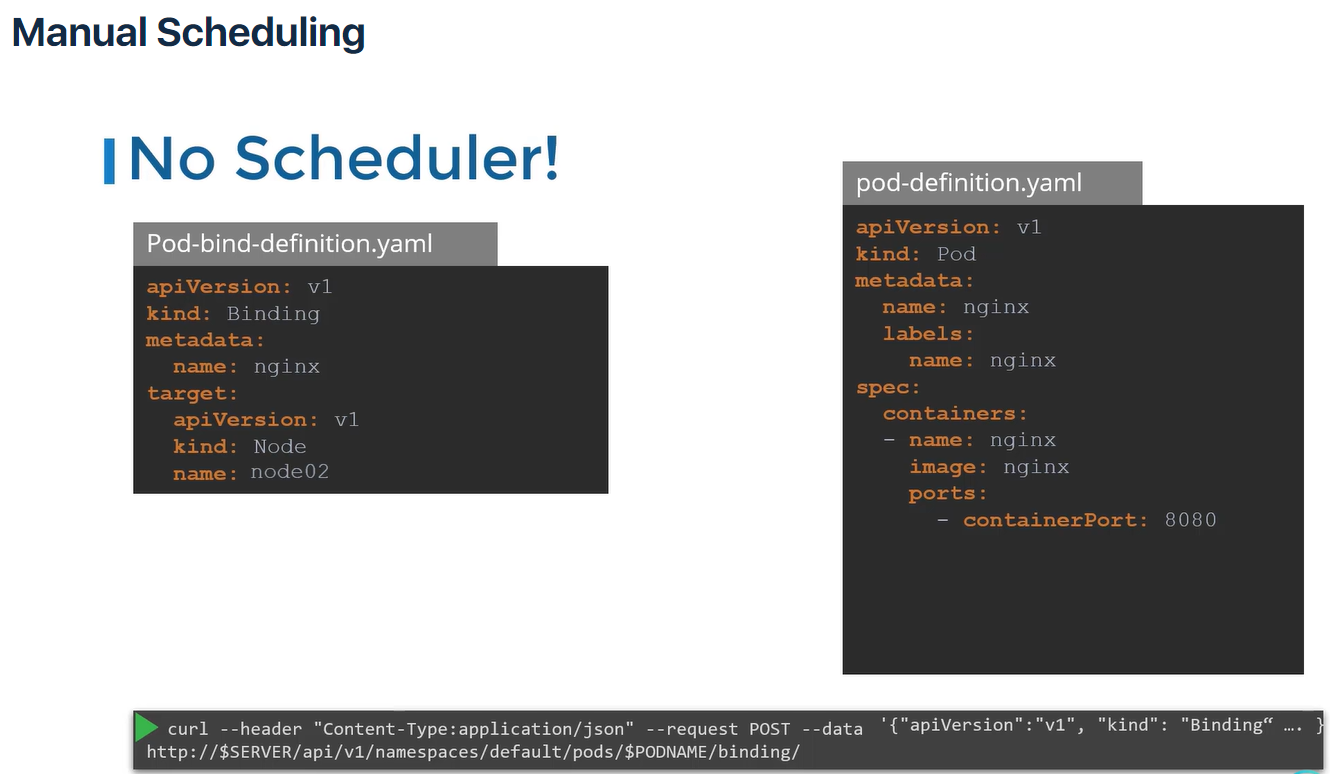 Manual Scheduling
No Scheduler!
Pod-bind-definition.yaml
apiVersion: v1
kind: Binding
metadata:
  name: nginx
target:
  apiVersion: v1
  kind: Node
  name: node02
pod-definition.yaml
apiVersion: v1
kind: Pod
metadata:
  name: nginx
  labels:
    name: nginx
spec:
  containers:
  - name: nginx
    image: nginx
    ports:
      - containerPort: 8080
curl --header "Content-Type:application/json" --request POST --data '{"apiVersion":"v1", "kind": "Binding“ …. }
http://$SERVER/api/v1/namespaces/default/pods/$PODNAME/binding/